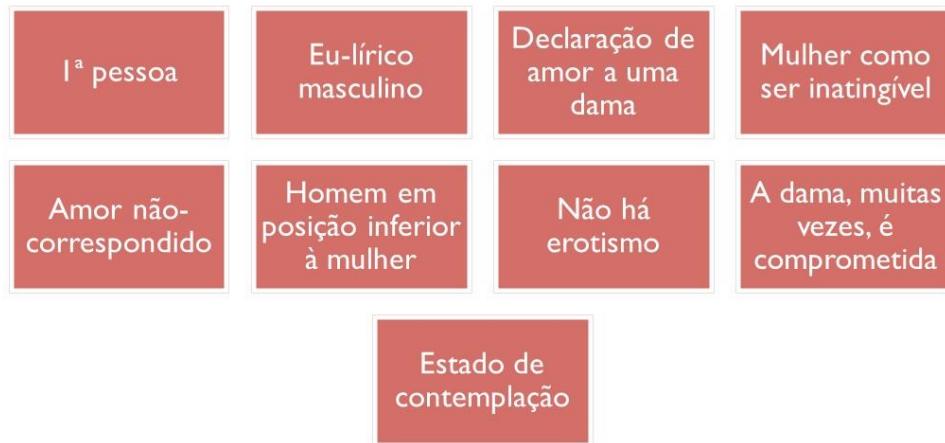 1ª pessoa
Eu-lírico
masculino
Declaração de
amor a uma
dama
Mulher como
ser inatingível
Amor não-
correspondido
Homem em
posição inferior
à mulher
Não há
erotismo
A dama, muitas
vezes, é
comprometida
Estado de
contemplação